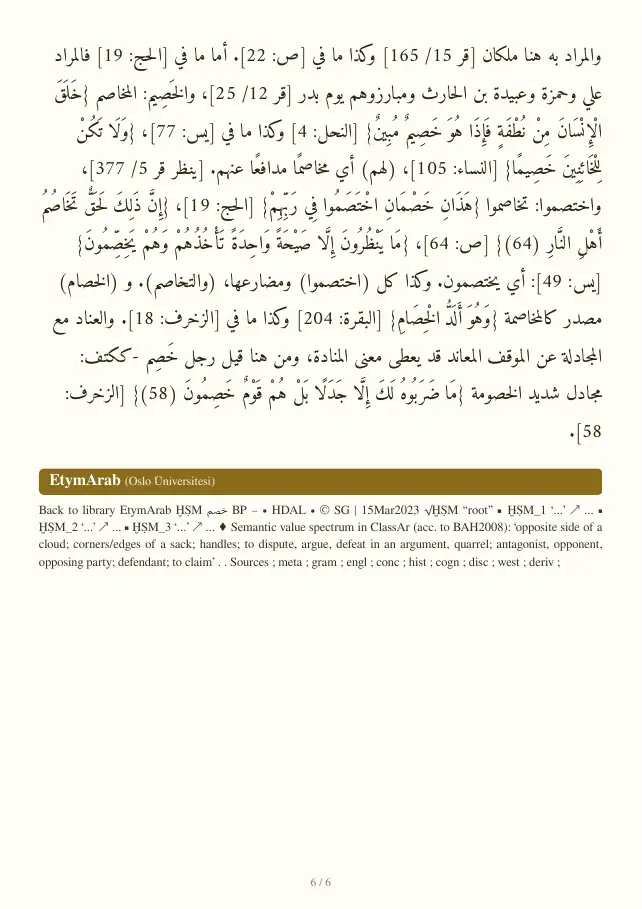 والمراد به هنا ملكان [قر 15/ 165] وكذا ما في [ص: 22]. أما ما في [الحج: 19] فالمراد
علي وحمزة وعبيدة بن الحارث ومبارزوهم يوم بدر [قر 12/ 25]، والخَصِيم: المخاصم {خَلَقَ
الْإِنْسَانَ مِنْ نُطْفَةٍ فَإِذَا هُوَ خَصِيمٌ مُبِينٌ} [النحل: 4] وكذا ما في [يس: 77]، {وَلَا تَكُنْ
لِلْخَائِنِينَ خَصِيمًا} [النساء: 105]، (لهم) أي مخاصمًا مدافعًا عنهم. [ينظر قر 5/ 377]،
واختصموا: تخاصموا {هَذَانِ خَصْمَانِ اخْتَصَمُوا فِي رَبِّهِمْ} [الحج: 19]، {إِنَّ ذَلِكَ لَحَقٌّ تَخَاصُمُ
أَهْلِ النَّارِ (64)} [ص: 64]، {مَا يَنْظُرُونَ إِلَّا صَيْحَةً وَاحِدَةً تَأْخُذُهُمْ وَهُمْ يَخِصِّمُونَ}
[يس: 49]: أي يختصمون. وكذا كل (اختصموا) ومضارعها، (والتخاصم). و (الخصام)
مصدر كالمخاصمة {وَهُوَ أَلَدُّ الْخِصَامِ} [البقرة: 204] وكذا ما في [الزخرف: 18]. والعناد مع
المجادلة عن الموقف المعاند قد يعطى معنى المنادة، ومن هنا قيل رجل خَصِم -ككتف:
مجادل شديد الخصومة {مَا ضَرَبُوهُ لَكَ إِلَّا جَدَلًا بَلْ هُمْ قَوْمٌ خَصِمُونَ (58)} [الزخرف:
58].
EtymArab (Oslo Üniversitesi)
Back to library EtymArab ḪṢM خصم BP – • HDAL • © SG | 15Mar2023 √ḪṢM “root” ▪ ḪṢM_1 ‘...’ ↗ ... ▪
ḪṢM_2 ‘...’ ↗ ... ▪ ḪṢM_3 ‘...’ ↗ ... ♦ Semantic value spectrum in ClassAr (acc. to BAH2008): ‘opposite side of a
cloud; corners/edges of a sack; handles; to dispute, argue, defeat in an argument, quarrel; antagonist, opponent,
opposing party; defendant; to claim’ . . Sources ; meta ; gram ; engl ; conc ; hist ; cogn ; disc ; west ; deriv ;
6 / 6